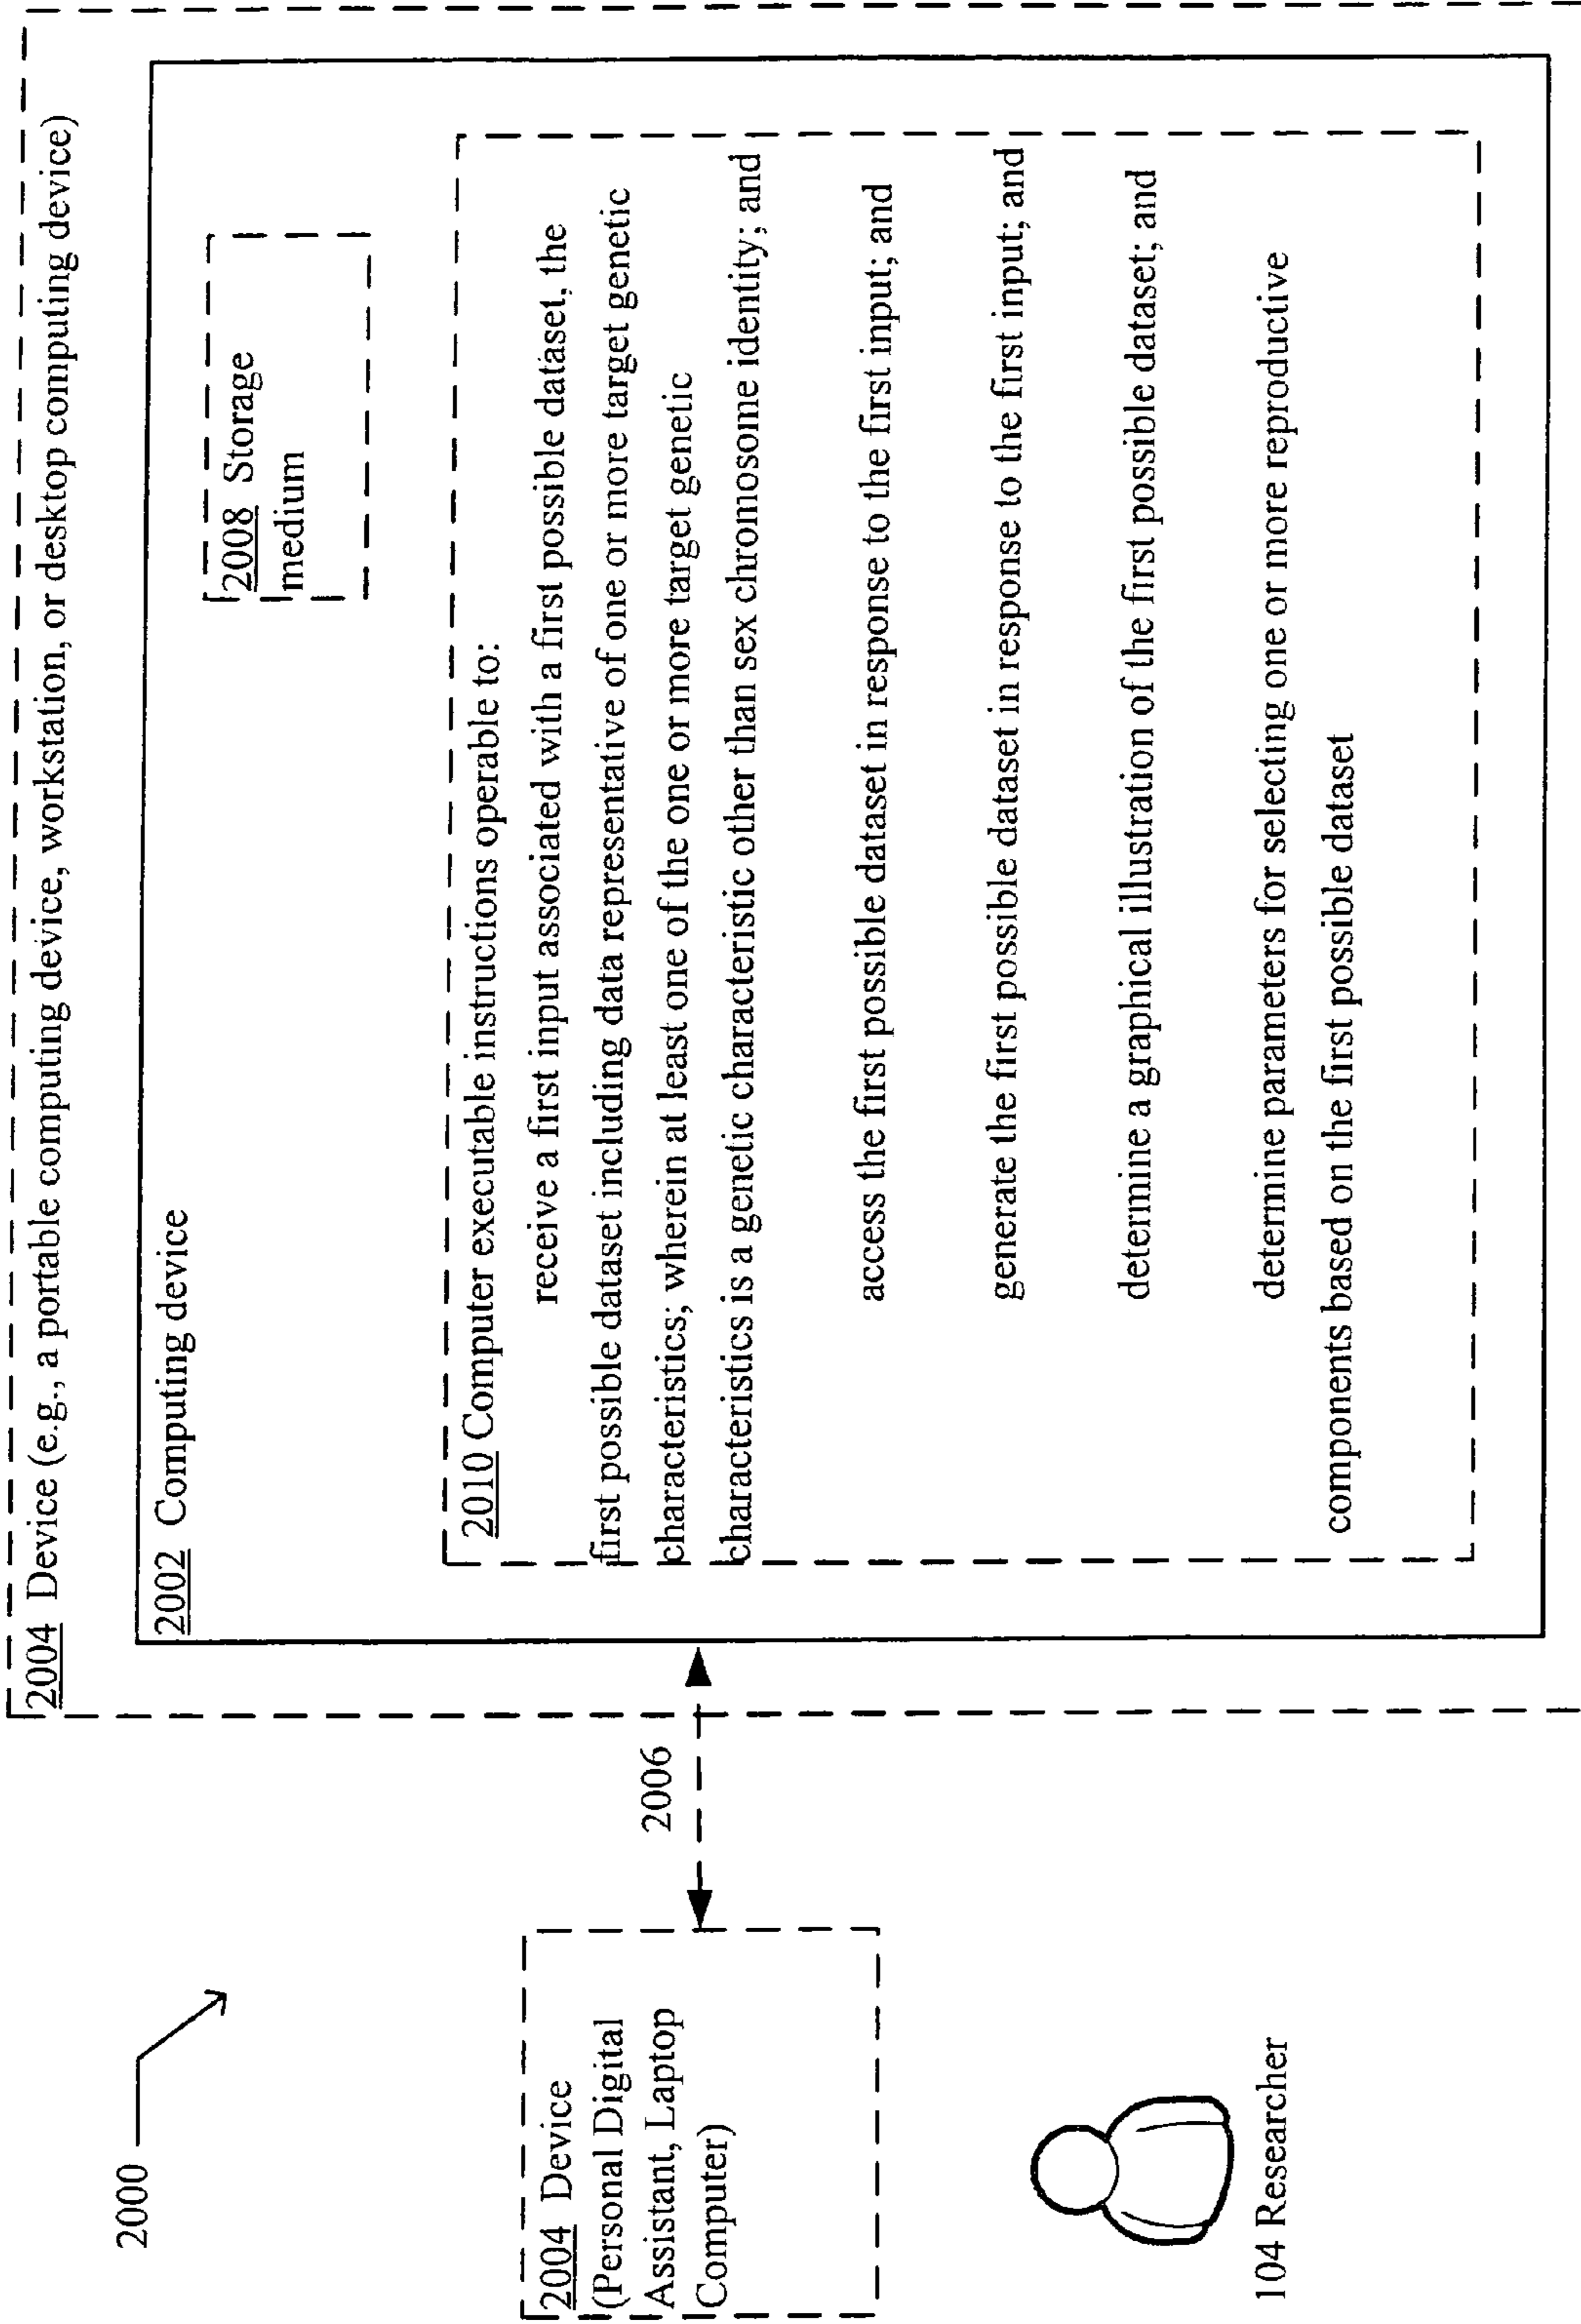 2000
2004 Device (e.g., a portable computing device, workstation, or desktop computing device)
2002 Computing device
2008 Storage
medium
2010 Computer executable instructions operable to:
receive a first input associated with a first possible dataset, the
first possible dataset including data representative of one or more target genetic
characteristics; wherein at least one of the one or more target genetic
characteristics is a genetic characteristic other than sex chromosome identity; and
access the first possible dataset in response to the first input; and
generate the first possible dataset in response to the first input; and
determine a graphical illustration of the first possible dataset; and
determine parameters for selecting one or more reproductive
components based on the first possible dataset
2006
2004 Device
(Personal Digital
Assistant, Laptop
Computer)
104 Researcher